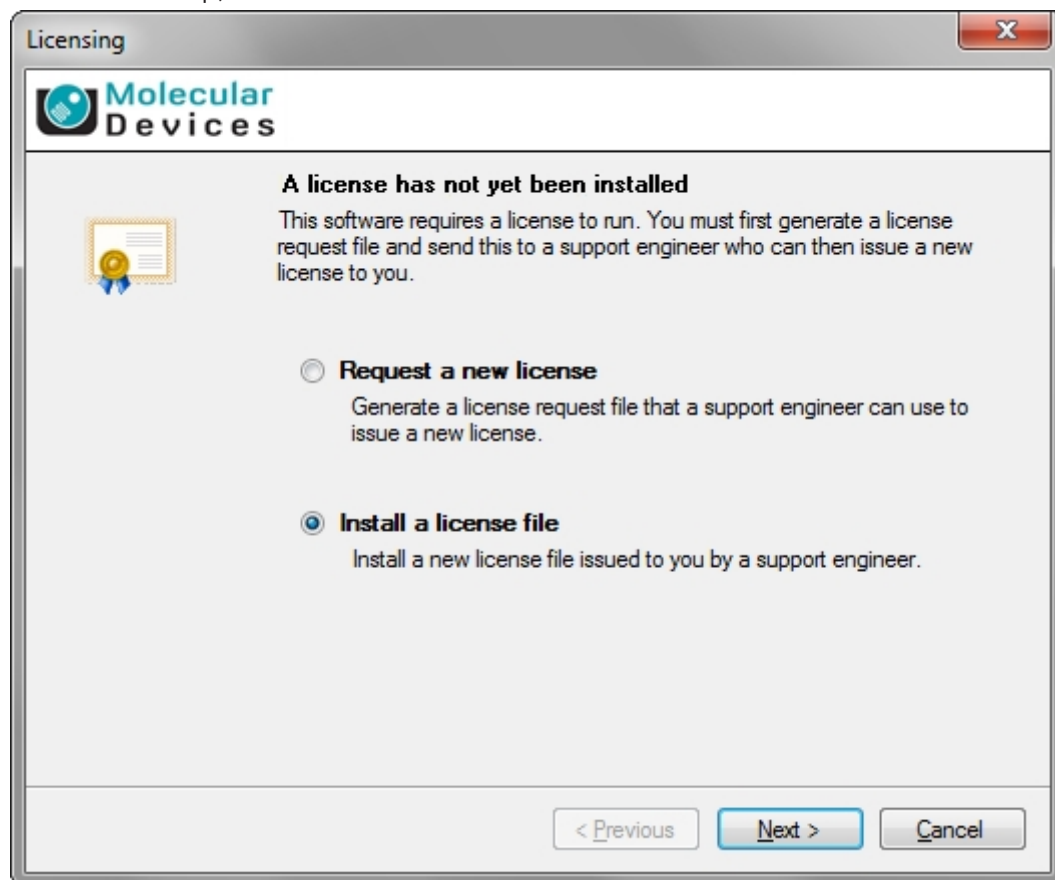 Licensing
Molecular
Devices
A license has not yet been installed
This software requires a license to run. You must first generate a license
request file and send this to a support engineer who can then issue a new
license to you.
Request a new license
Generate a license request file that a support engineer can use to
issue a new license.
Install a license file
Install a new license file issued to you by a support engineer.
< Previous Next > Cancel